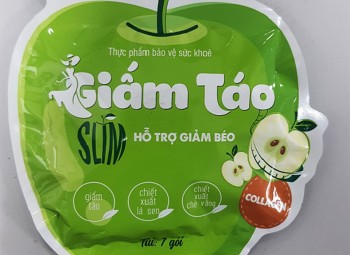 Thực phẩm bảo vệ sức khoẻ
Giấm Táo
SLIM
HỖ TRỢ GIẢM BÉO
giấm
táo
chiết
xuất
lá sen
chiết
xuất
chè vằng
COLLAGEN
Túi: 7 gói